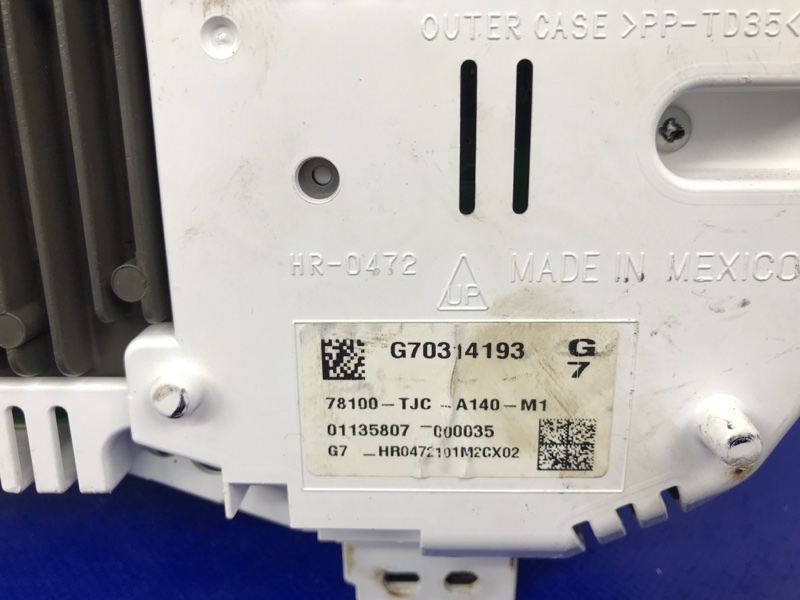 OUTER CASE >PP-TD35<
HR-0472
UP
MADE IN MEXICO
G70314193
G
7
78100-TJC-A140-M1
01135807 000035
G7 HR0472101M2CX02